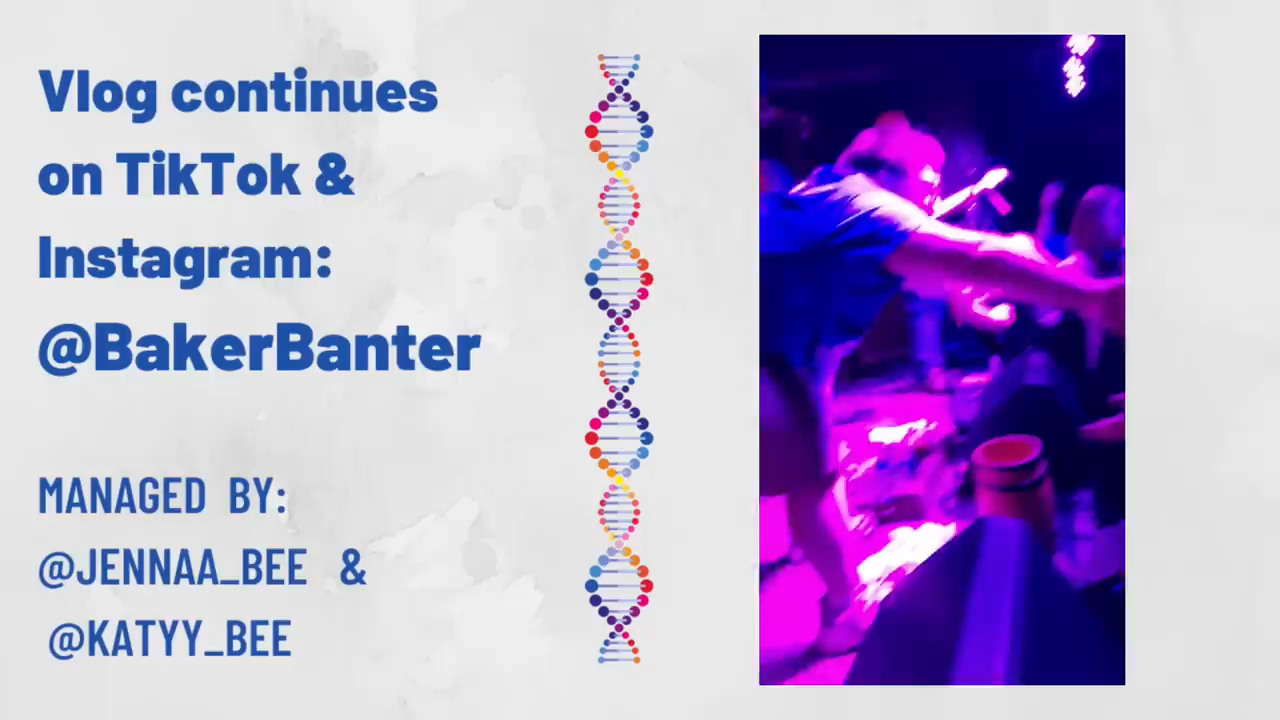 Vlog continues
on TikTok &
Instagram:
@BakerBanter
MANAGED BY:
@JENNAA_BEE &
@KATYY_BEE